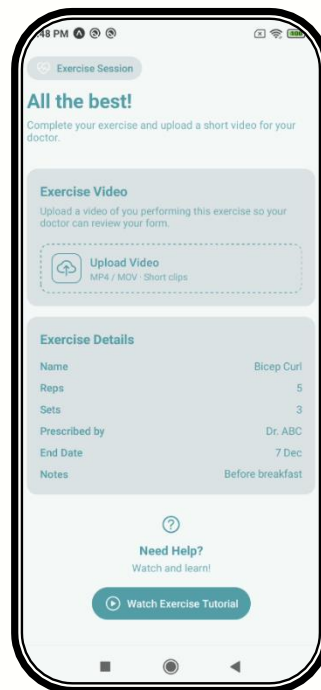 :48 PM
Exercise Session
All the best!
Complete your exercise and upload a short video for your
doctor.
Exercise Video
Upload a video of you performing this exercise so your
doctor can review your form.
Upload Video
MP4 / MOV · Short clips
Exercise Details
Name Bicep Curl
Reps 5
Sets 3
Prescribed by Dr. ABC
End Date 7 Dec
Notes Before breakfast
Need Help?
Watch and learn!
Watch Exercise Tutorial